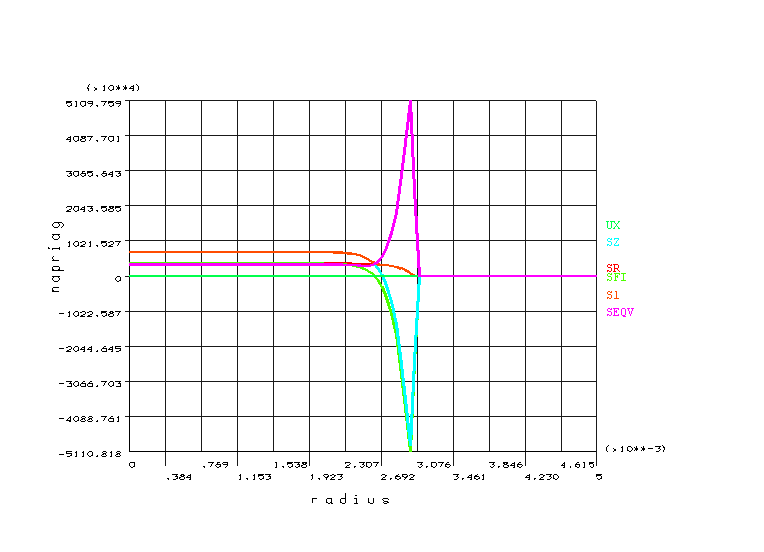 (×10**4)
5109.759
4087.701
3065.643
2043.585
1021.527
0
-1022.587
-2044.645
-3066.703
-4088.761
-5110.818
napriag
UX
SZ
SR
SFI
S1
SEQV
(×10**-3)
0 .769 1.538 2.307 3.076 3.846 4.615
.384 1.153 1.923 2.692 3.461 4.230 5
radius